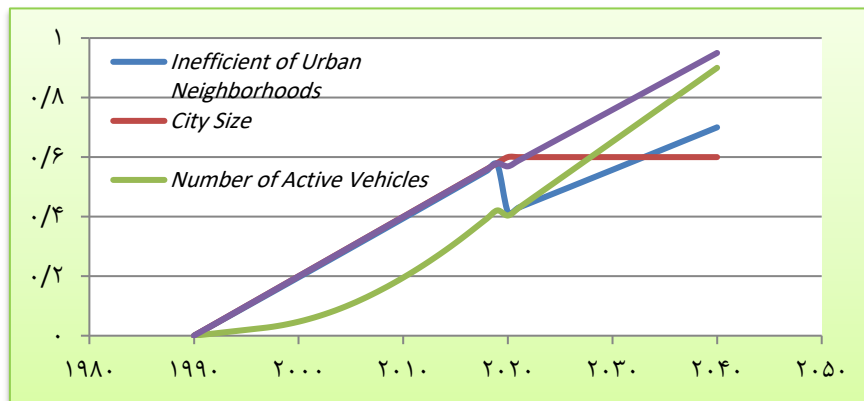 ۱
Inefficient of Urban
Neighborhoods
۰/۸
City Size
۰/۶
Number of Active Vehicles
۰/۴
۰/۲
۰
۱۹۸۰ ۱۹۹۰ ۲۰۰۰ ۲۰۱۰ ۲۰۲۰ ۲۰۳۰ ۲۰۴۰ ۲۰۵۰